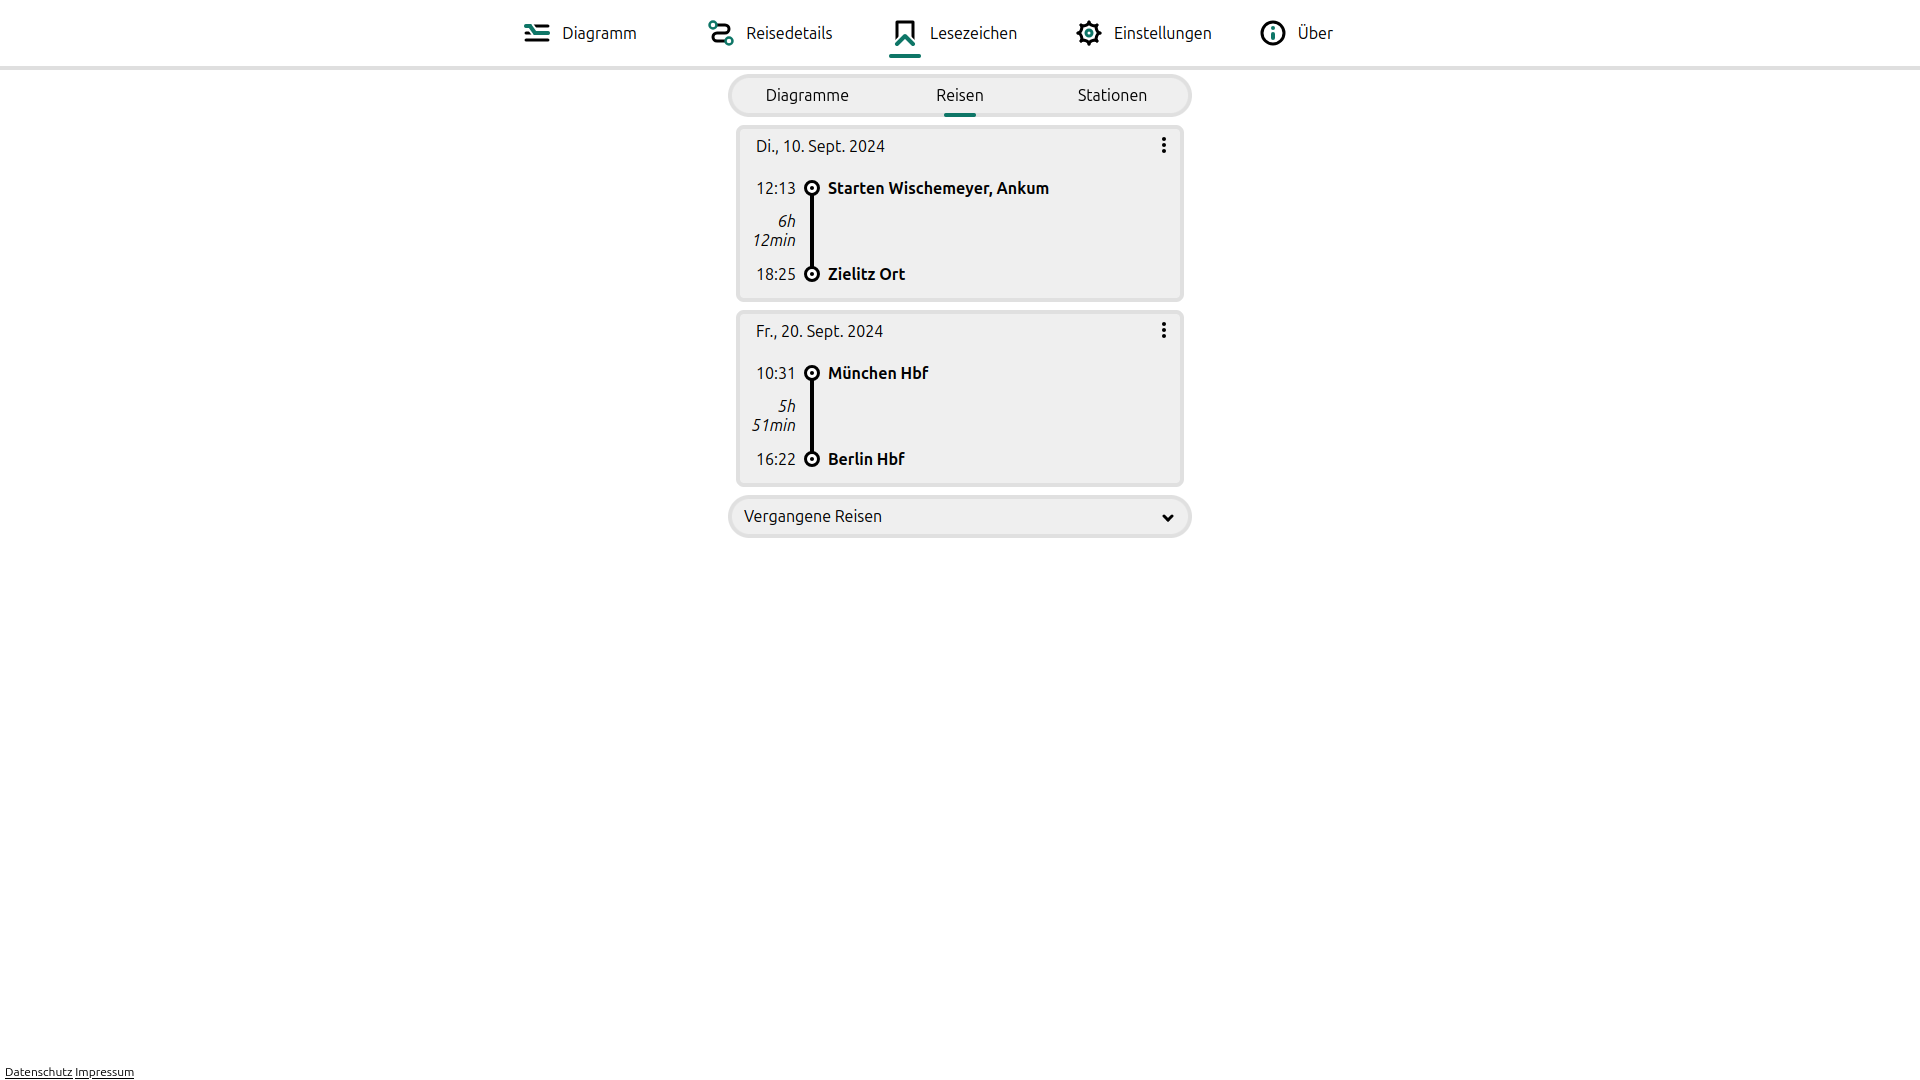 Diagramm
Reisedetails
Lesezeichen
Einstellungen
Über
Diagramme
Reisen
Stationen
Di., 10. Sept. 2024
12:13 Starten Wischemeyer, Ankum
6h
12min
18:25 Zielitz Ort
Fr., 20. Sept. 2024
10:31 München Hbf
5h
51min
16:22 Berlin Hbf
Vergangene Reisen
Datenschutz Impressum